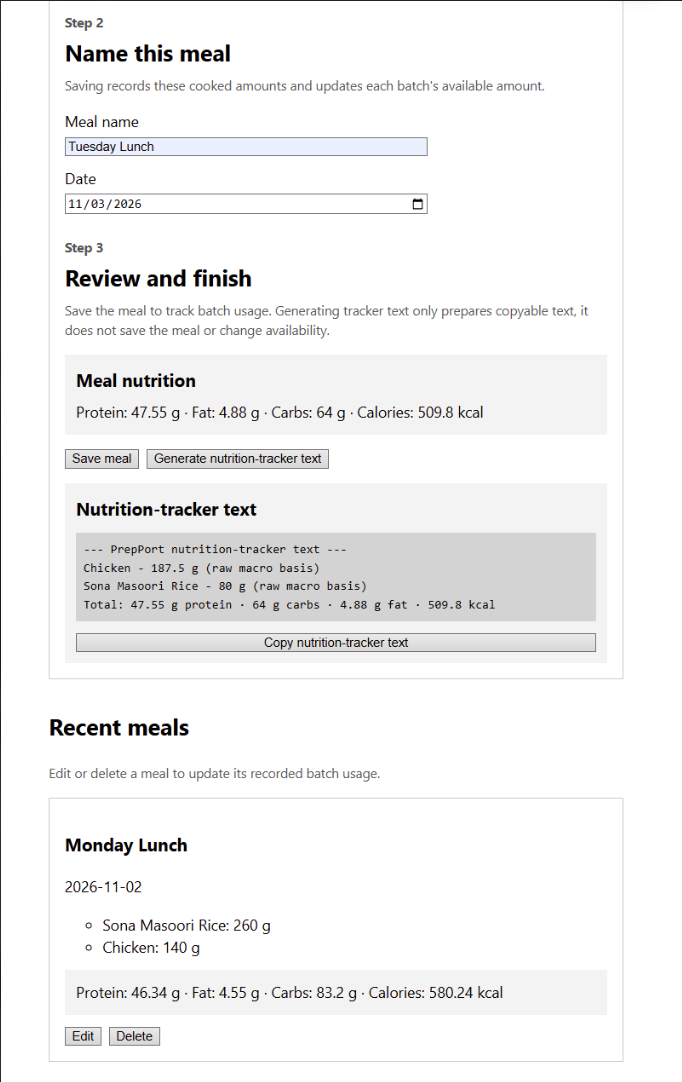 Step 2
Name this meal
Saving records these cooked amounts and updates each batch's available amount.
Meal name
Tuesday Lunch
Date
11/03/2026
Step 3
Review and finish
Save the meal to track batch usage. Generating tracker text only prepares copyable text, it
does not save the meal or change availability.
Meal nutrition
Protein: 47.55 g · Fat: 4.88 g · Carbs: 64 g · Calories: 509.8 kcal
Save meal
Generate nutrition-tracker text
Nutrition-tracker text
--- PrepPort nutrition-tracker text ---
Chicken - 187.5 g (raw macro basis)
Sona Masoori Rice - 80 g (raw macro basis)
Total: 47.55 g protein · 64 g carbs · 4.88 g fat · 509.8 kcal
Copy nutrition-tracker text
Recent meals
Edit or delete a meal to update its recorded batch usage.
Monday Lunch
2026-11-02
Sona Masoori Rice: 260 g
Chicken: 140 g
Protein: 46.34 g · Fat: 4.55 g · Carbs: 83.2 g · Calories: 580.24 kcal
Edit
Delete